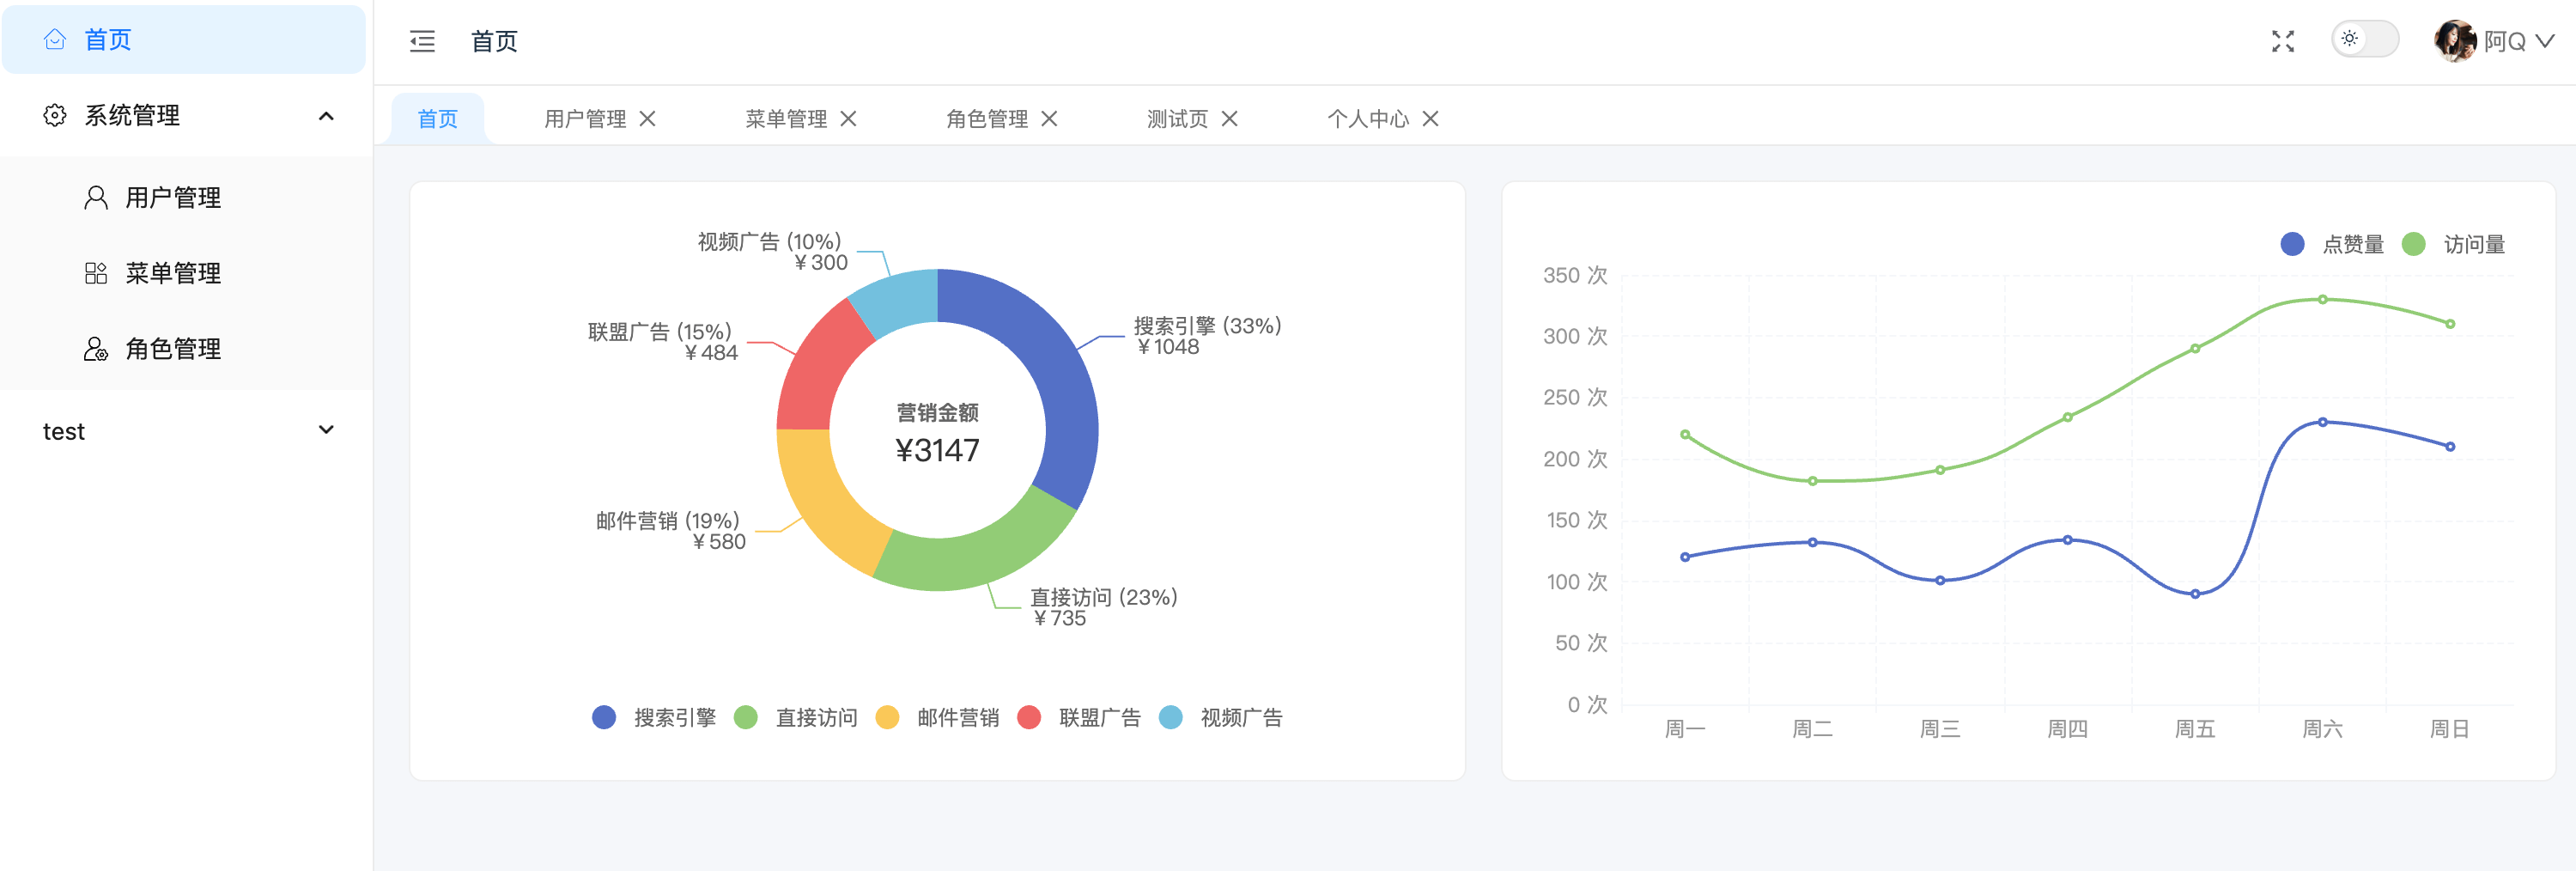 首页
系统管理
用户管理
菜单管理
角色管理
test
首页
阿Q
首页
用户管理
菜单管理
角色管理
测试页
个人中心
视频广告 (10%)
¥300
联盟广告 (15%)
¥484
搜索引擎 (33%)
¥1048
营销金额
¥3147
邮件营销 (19%)
¥580
直接访问 (23%)
¥735
搜索引擎 直接访问 邮件营销 联盟广告 视频广告
点赞量 访问量
350 次
300 次
250 次
200 次
150 次
100 次
50 次
0 次
周一 周二 周三 周四 周五 周六 周日